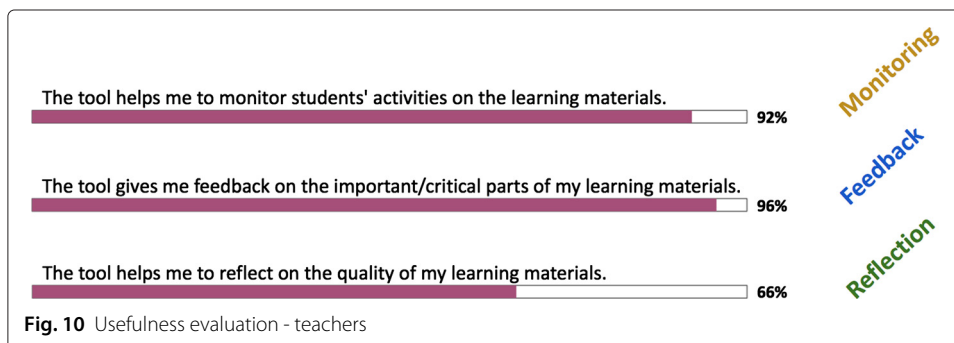 The tool helps me to monitor students' activities on the learning materials.
92%
Monitoring
The tool gives me feedback on the important/critical parts of my learning materials.
96%
Feedback
The tool helps me to reflect on the quality of my learning materials.
66%
Reflection
Fig. 10 Usefulness evaluation - teachers